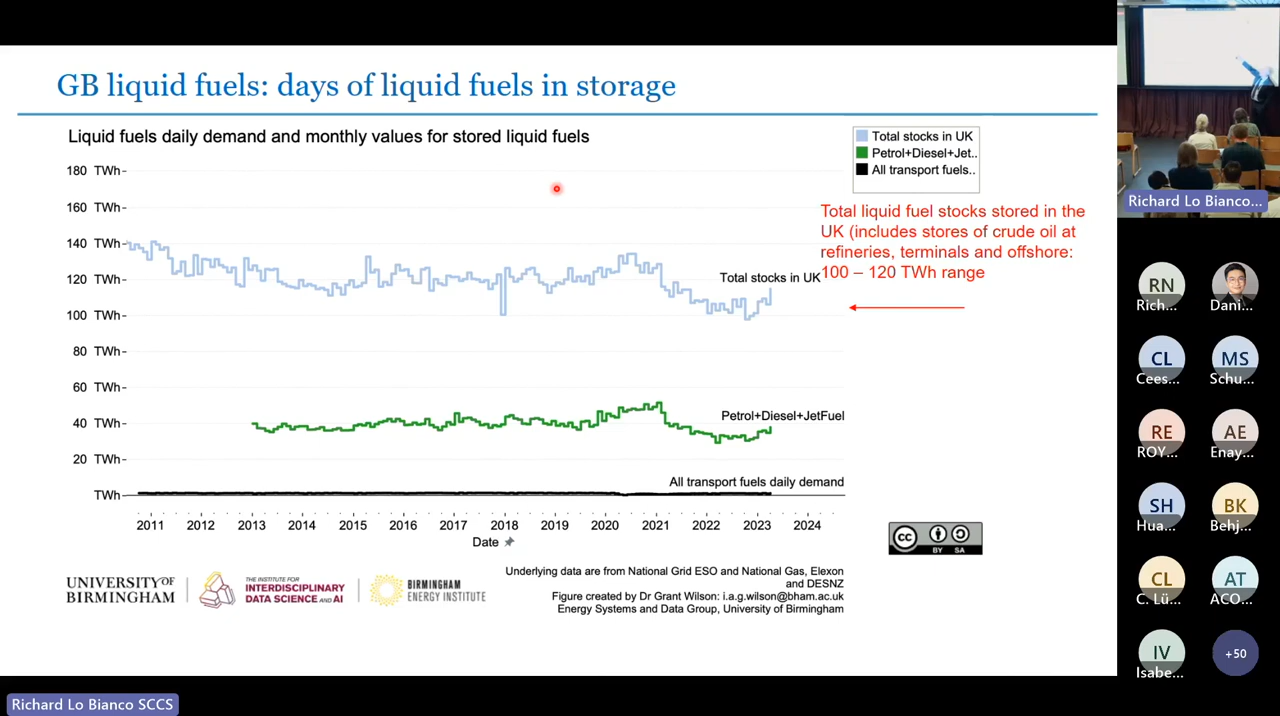 GB liquid fuels: days of liquid fuels in storage
Liquid fuels daily demand and monthly values for stored liquid fuels
180 TWh
160 TWh
140 TWh
120 TWh
100 TWh
80 TWh
60 TWh
40 TWh
20 TWh
TWh
Total stocks in UK
Petrol+Diesel+Jet..
All transport fuels..
Total liquid fuel stocks stored in the
UK (includes stores of crude oil at
refineries, terminals and offshore:
100 – 120 TWh range
Total stocks in UK
Petrol+Diesel+JetFuel
All transport fuels daily demand
2011 2012 2013 2014 2015 2016 2017 2018 2019 2020 2021 2022 2023 2024
Date
cc BY SA
UNIVERSITY OF
BIRMINGHAM
THE INSTITUTE FOR
INTERDISCIPLINARY
DATA SCIENCE AND AI
BIRMINGHAM
ENERGY INSTITUTE
Underlying data are from National Grid ESO and National Gas, Elexon
and DESNZ
Figure created by Dr Grant Wilson: i.a.g.wilson@bham.ac.uk
Energy Systems and Data Group, University of Birmingham
Richard Lo Bianco...
RN
Rich...
Dani...
CL
Cees...
MS
Schu...
RE
ROY...
AE
Enay...
SH
Hua...
BK
Behj...
CL
C. Lü...
AT
ACO...
IV
Isabe...
+50
Richard Lo Bianco SCCS